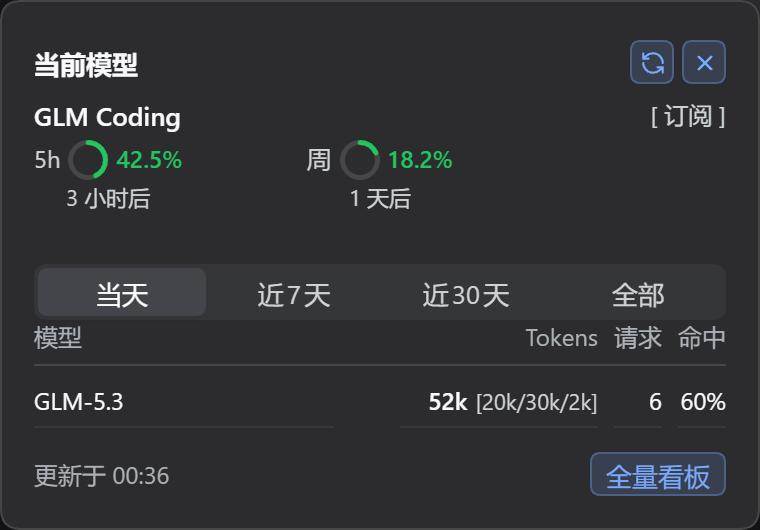 当前模型
GLM Coding [ 订阅 ]
5h 42.5% 周 18.2%
3 小时后 1 天后
当天 近7天 近30天 全部
模型 Tokens 请求 命中
GLM-5.3 52k [20k/30k/2k] 6 60%
更新于 00:36 全量看板